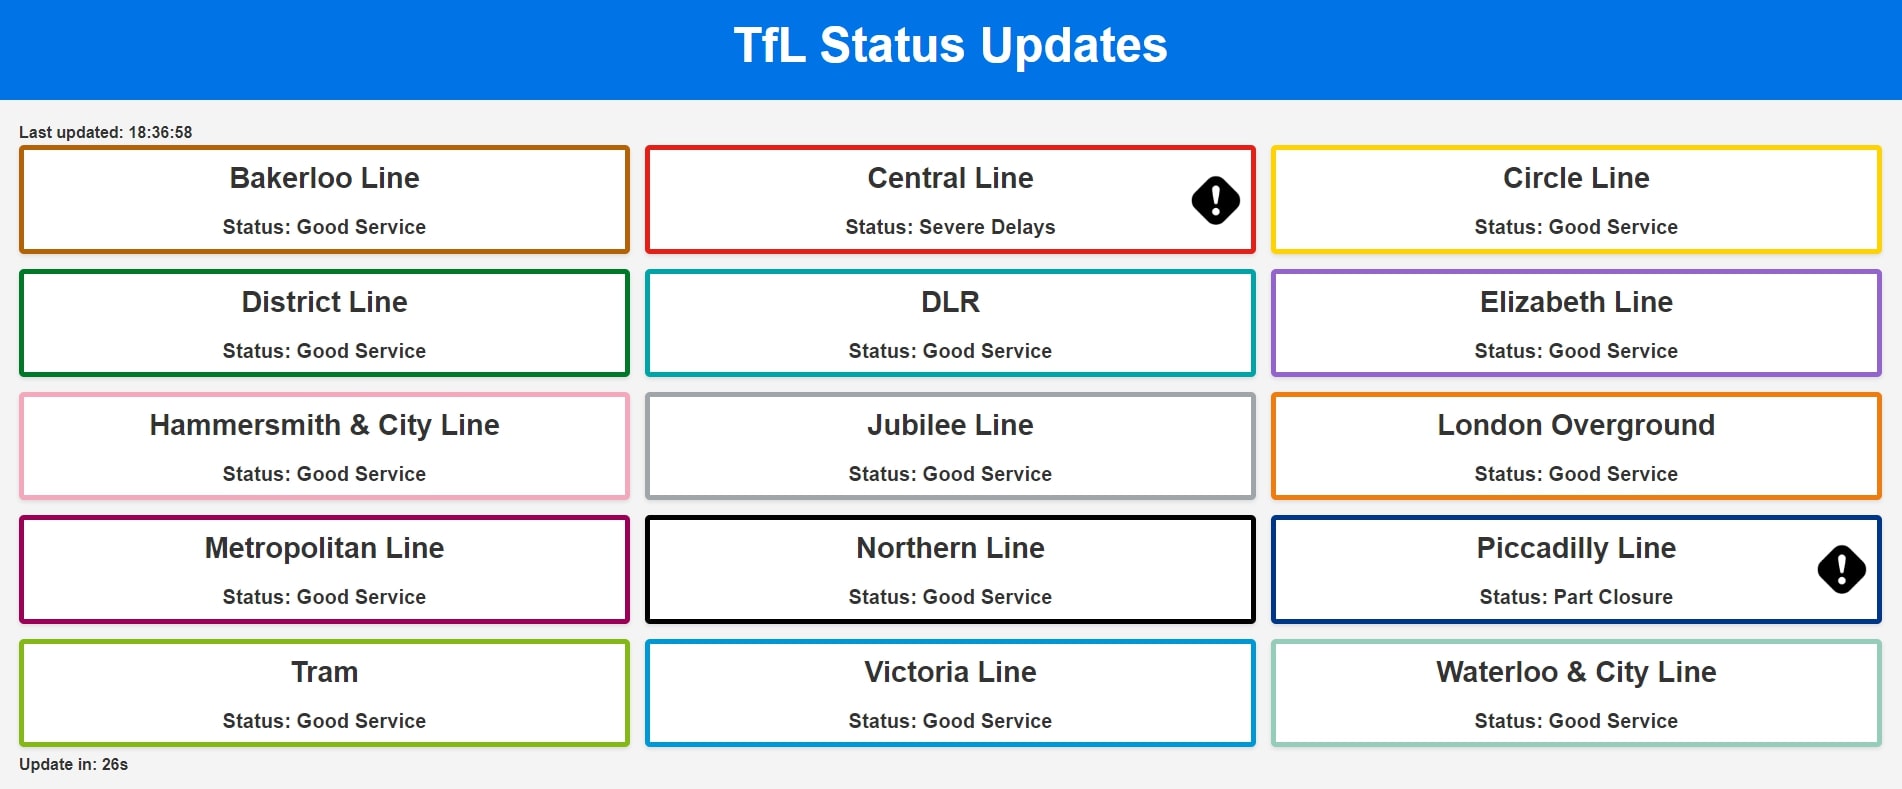 TfL Status Updates
Last updated: 18:36:58
Bakerloo Line
Status: Good Service
Central Line
Status: Severe Delays
Circle Line
Status: Good Service
District Line
Status: Good Service
DLR
Status: Good Service
Elizabeth Line
Status: Good Service
Hammersmith & City Line
Status: Good Service
Jubilee Line
Status: Good Service
London Overground
Status: Good Service
Metropolitan Line
Status: Good Service
Northern Line
Status: Good Service
Piccadilly Line
Status: Part Closure
Tram
Status: Good Service
Victoria Line
Status: Good Service
Waterloo & City Line
Status: Good Service
Update in: 26s